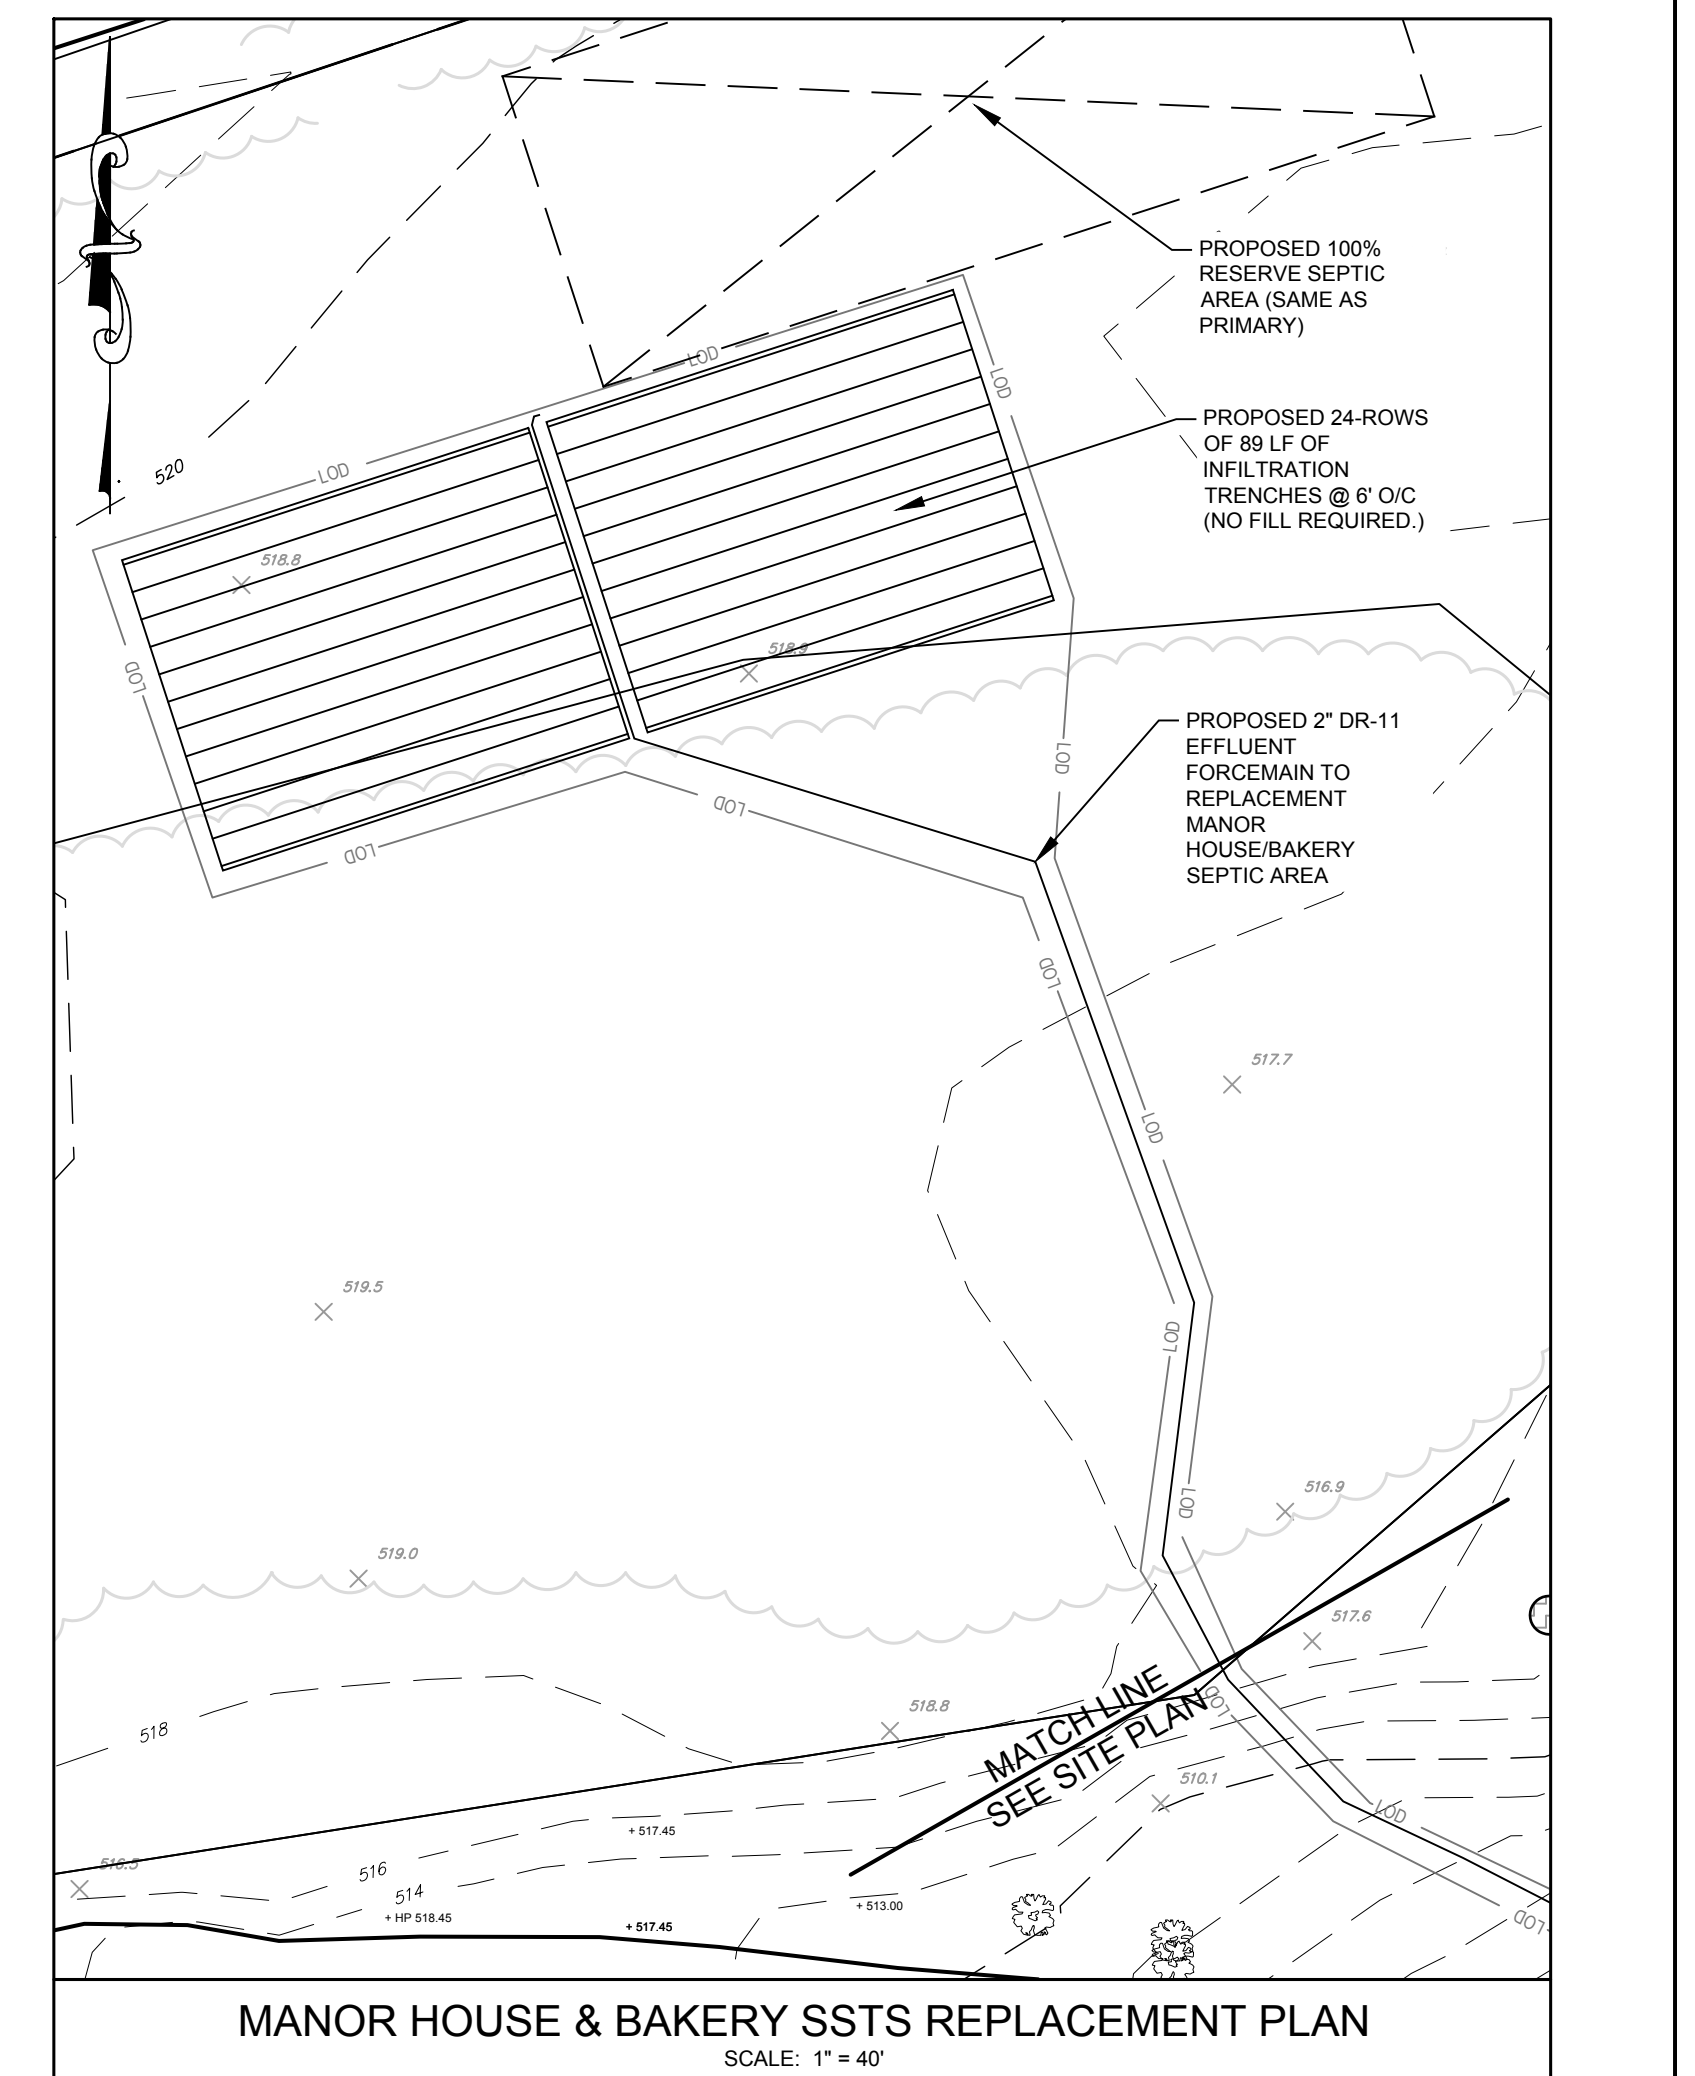 PROPOSED 100%
RESERVE SEPTIC
AREA (SAME AS
PRIMARY)
LOD
LOD
PROPOSED 24-ROWS
OF 89 LF OF
INFILTRATION
TRENCHES @ 6' O/C
(NO FILL REQUIRED.)
520
LOD
518.8
518.9
LOD
PROPOSED 2" DR-11
EFFLUENT
FORCEMAIN TO
REPLACEMENT
MANOR
HOUSE/BAKERY
SEPTIC AREA
LOD
LOD
LOD
LOD
517.7
LOD
519.5
LOD
516.9
LOD
519.0
517.6
518.8
518
MATCH LINE
SEE SITE PLAN
LOD
510.1
LOD
+ 517.45
516.5
516
514
+ HP 518.45
+ 517.45
+ 513.00
LOD
MANOR HOUSE & BAKERY SSTS REPLACEMENT PLAN
SCALE: 1" = 40'